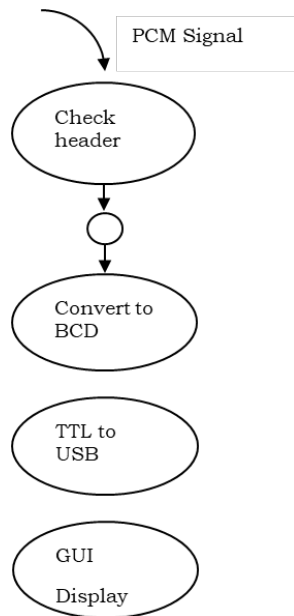 PCM Signal
Check
header
Convert to
BCD
TTL to
USB
GUI
Display